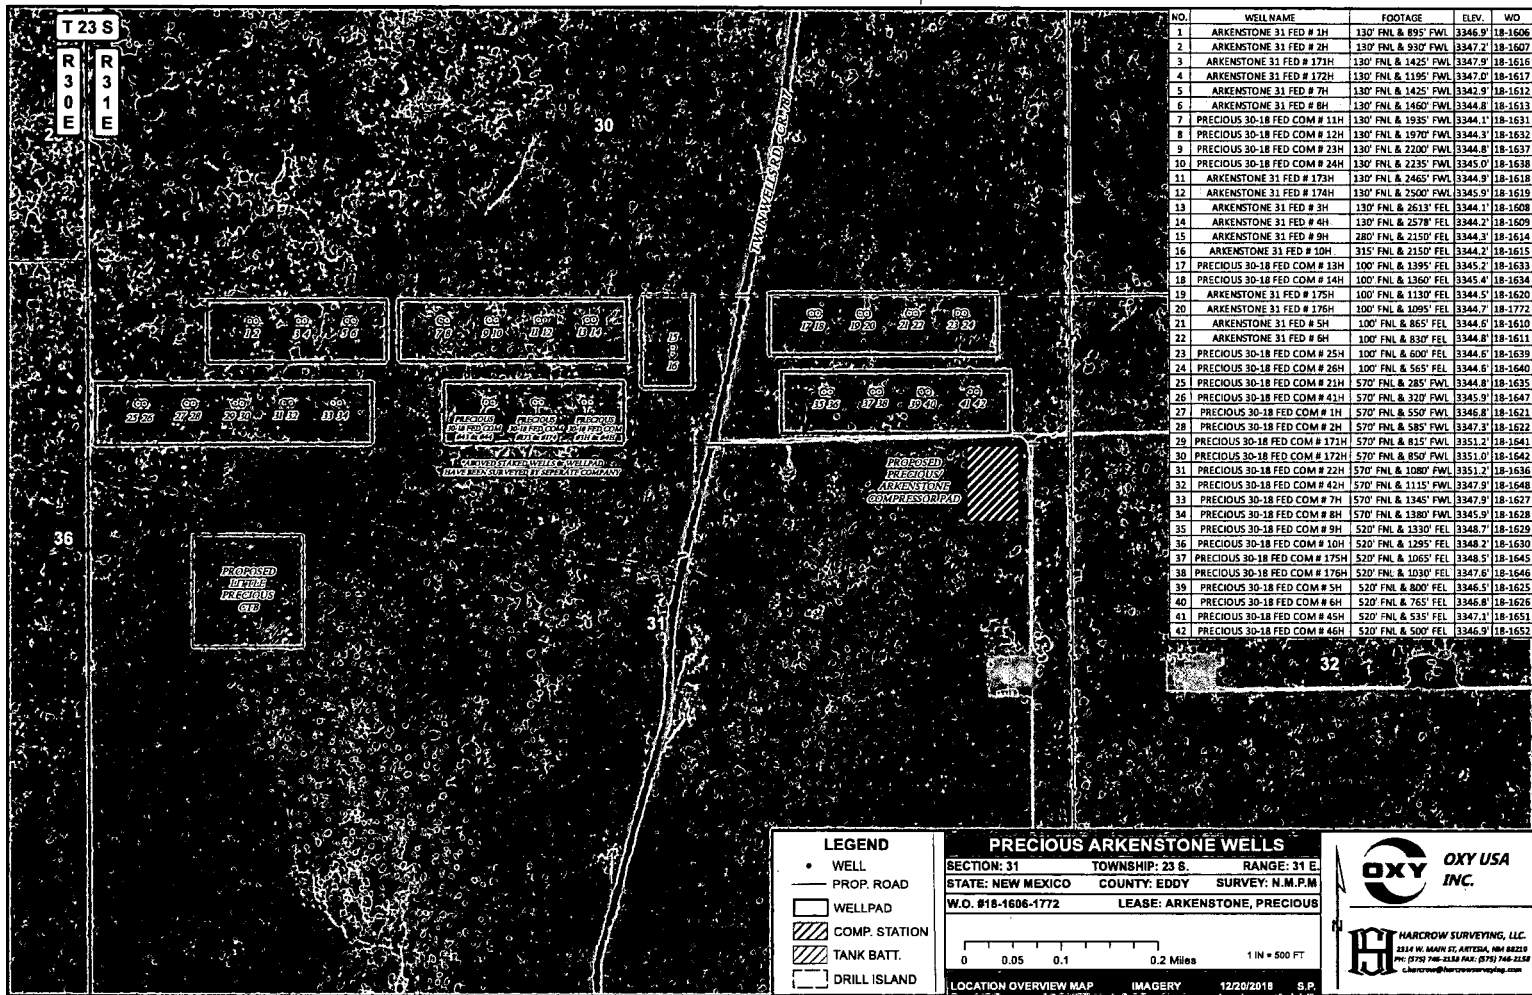 T 23 S
R30E
R31E
30
36
31
32
1 2
3 4
5 6
7 8
9 10
11 12
13 14
15
16
17 18
19 20
21 22
23 24
25 26
27 28
29 30
31 32
33 34
35 36
37 38
39 40
41 42
PROPOSED
PRECIOUS/
ARKENSTONE
COMPRESSOR PAD
PROPOSED
LITTLE
PRECIOUS
CTB
HAVE BEEN SURVEYED BY SEPERATE COMPANY
NO. WELL NAME FOOTAGE ELEV. WO
1 ARKENSTONE 31 FED # 1H 130' FNL & 895' FWL 3346.9' 18-1606
2 ARKENSTONE 31 FED # 2H 130' FNL & 930' FWL 3347.2' 18-1607
3 ARKENSTONE 31 FED # 171H 130' FNL & 1425' FWL 3347.9' 18-1616
4 ARKENSTONE 31 FED # 172H 130' FNL & 1195' FWL 3347.0' 18-1617
5 ARKENSTONE 31 FED # 7H 130' FNL & 1425' FWL 3342.9' 18-1612
6 ARKENSTONE 31 FED # 8H 130' FNL & 1460' FWL 3344.8' 18-1613
7 PRECIOUS 30-18 FED COM # 11H 130' FNL & 1935' FWL 3344.1' 18-1631
8 PRECIOUS 30-18 FED COM # 12H 130' FNL & 1970' FWL 3344.3' 18-1632
9 PRECIOUS 30-18 FED COM # 23H 130' FNL & 2200' FWL 3344.8' 18-1637
10 PRECIOUS 30-18 FED COM # 24H 130' FNL & 2235' FWL 3345.0' 18-1638
11 ARKENSTONE 31 FED # 173H 130' FNL & 2465' FWL 3344.9' 18-1618
12 ARKENSTONE 31 FED # 174H 130' FNL & 2500' FWL 3345.9' 18-1619
13 ARKENSTONE 31 FED # 3H 130' FNL & 2613' FEL 3344.1' 18-1608
14 ARKENSTONE 31 FED # 4H 130' FNL & 2578' FEL 3344.2' 18-1609
15 ARKENSTONE 31 FED # 9H 280' FNL & 2150' FEL 3344.3' 18-1614
16 ARKENSTONE 31 FED # 10H 315' FNL & 2150' FEL 3344.2' 18-1615
17 PRECIOUS 30-18 FED COM # 13H 100' FNL & 1395' FEL 3345.2' 18-1633
18 PRECIOUS 30-18 FED COM # 14H 100' FNL & 1360' FEL 3345.4' 18-1634
19 ARKENSTONE 31 FED # 175H 100' FNL & 1130' FEL 3344.5' 18-1620
20 ARKENSTONE 31 FED # 176H 100' FNL & 1095' FEL 3344.7' 18-1772
21 ARKENSTONE 31 FED # 5H 100' FNL & 865' FEL 3344.6' 18-1610
22 ARKENSTONE 31 FED # 6H 100' FNL & 830' FEL 3344.8' 18-1611
23 PRECIOUS 30-18 FED COM # 25H 100' FNL & 600' FEL 3344.6' 18-1639
24 PRECIOUS 30-18 FED COM # 26H 100' FNL & 565' FEL 3344.6' 18-1640
25 PRECIOUS 30-18 FED COM # 21H 570' FNL & 285' FWL 3344.8' 18-1635
26 PRECIOUS 30-18 FED COM # 41H 570' FNL & 320' FWL 3345.9' 18-1647
27 PRECIOUS 30-18 FED COM # 1H 570' FNL & 550' FWL 3346.8' 18-1621
28 PRECIOUS 30-18 FED COM # 2H 570' FNL & 585' FWL 3347.3' 18-1622
29 PRECIOUS 30-18 FED COM # 171H 570' FNL & 815' FWL 3351.2' 18-1641
30 PRECIOUS 30-18 FED COM # 172H 570' FNL & 850' FWL 3351.0' 18-1642
31 PRECIOUS 30-18 FED COM # 22H 570' FNL & 1080' FWL 3351.2' 18-1636
32 PRECIOUS 30-18 FED COM # 42H 570' FNL & 1115' FWL 3347.9' 18-1648
33 PRECIOUS 30-18 FED COM # 7H 570' FNL & 1345' FWL 3347.9' 18-1627
34 PRECIOUS 30-18 FED COM # 8H 570' FNL & 1380' FWL 3345.9' 18-1628
35 PRECIOUS 30-18 FED COM # 9H 520' FNL & 1330' FEL 3348.7' 18-1629
36 PRECIOUS 30-18 FED COM # 10H 520' FNL & 1295' FEL 3348.2' 18-1630
37 PRECIOUS 30-18 FED COM # 175H 520' FNL & 1065' FEL 3348.5' 18-1645
38 PRECIOUS 30-18 FED COM # 176H 520' FNL & 1030' FEL 3347.6' 18-1646
39 PRECIOUS 30-18 FED COM # 5H 520' FNL & 800' FEL 3346.5' 18-1625
40 PRECIOUS 30-18 FED COM # 6H 520' FNL & 765' FEL 3346.8' 18-1626
41 PRECIOUS 30-18 FED COM # 45H 520' FNL & 535' FEL 3347.1' 18-1651
42 PRECIOUS 30-18 FED COM # 46H 520' FNL & 500' FEL 3346.9' 18-1652
LEGEND
WELL
PROP. ROAD
WELLPAD
COMP. STATION
TANK BATT.
DRILL ISLAND
PRECIOUS ARKENSTONE WELLS
SECTION: 31 TOWNSHIP: 23 S. RANGE: 31 E.
STATE: NEW MEXICO COUNTY: EDDY SURVEY: N.M.P.M
W.O. #18-1606-1772 LEASE: ARKENSTONE, PRECIOUS
0 0.05 0.1 0.2 Miles 1 IN = 500 FT
LOCATION OVERVIEW MAP IMAGERY 12/20/2018 S.P.
N
OXY
OXY USA
INC.
HARCROW SURVEYING, LLC.
2314 W. MAIN ST, ARTESIA, NM 88210
PH: (575) 746-2158 FAX: (575) 746-2158
c.harcrow@harcrowsurveying.com